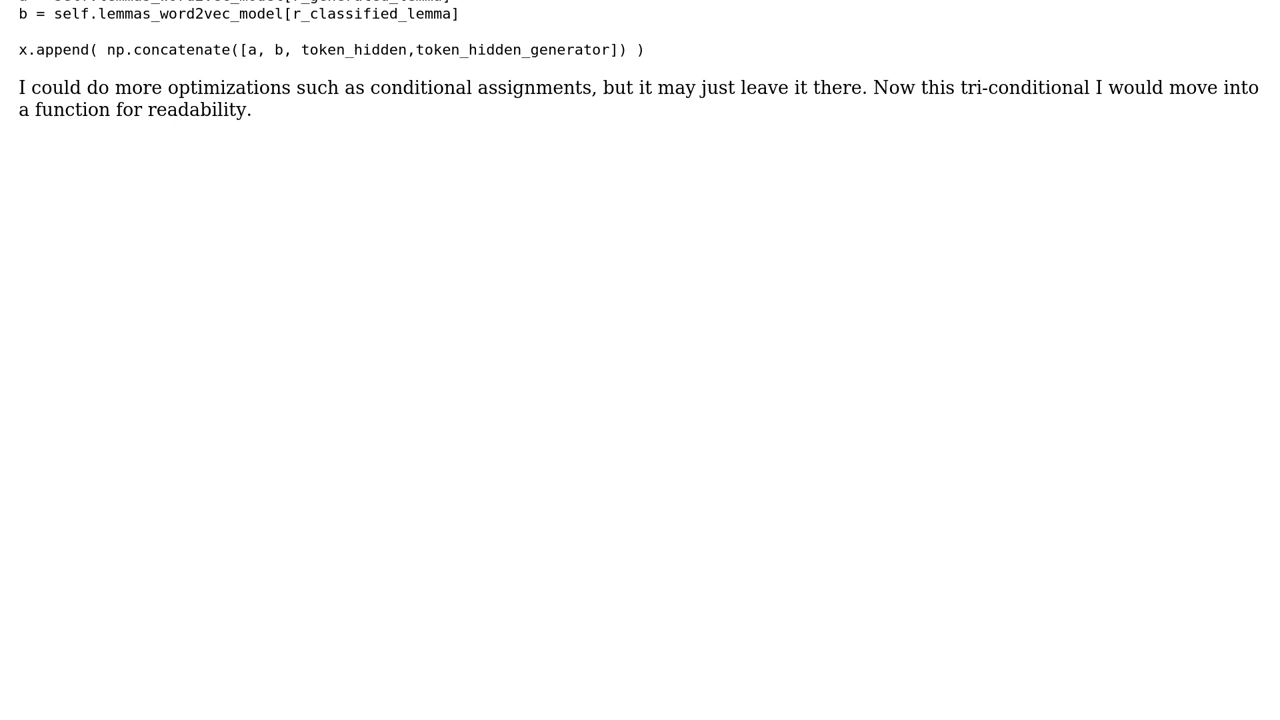 b = self.lemmas_word2vec_model[r_classified_lemma]
x.append( np.concatenate([a, b, token_hidden,token_hidden_generator]) )
I could do more optimizations such as conditional assignments, but it may just leave it there. Now this tri-conditional I would move into
a function for readability.